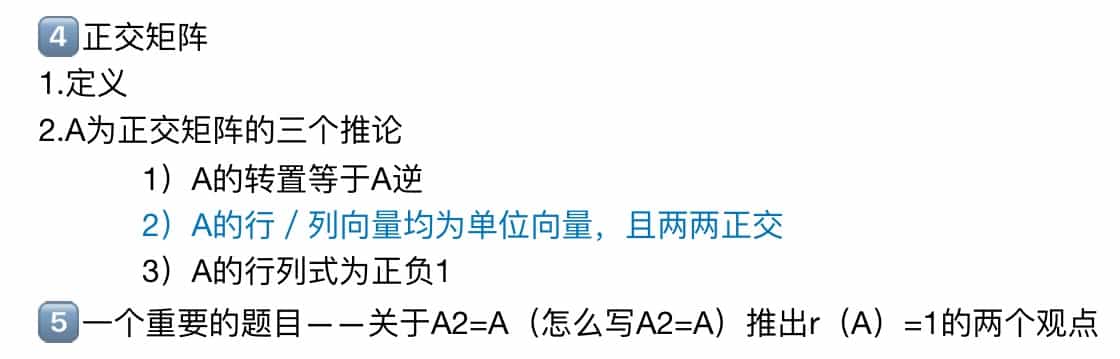 4️⃣正交矩阵
1.定义
2.A为正交矩阵的三个推论
1）A的转置等于A逆
2）A的行／列向量均为单位向量，且两两正交
3）A的行列式为正负1
5️⃣一个重要的题目——关于A2=A（怎么写A2=A）推出r（A）=1的两个观点